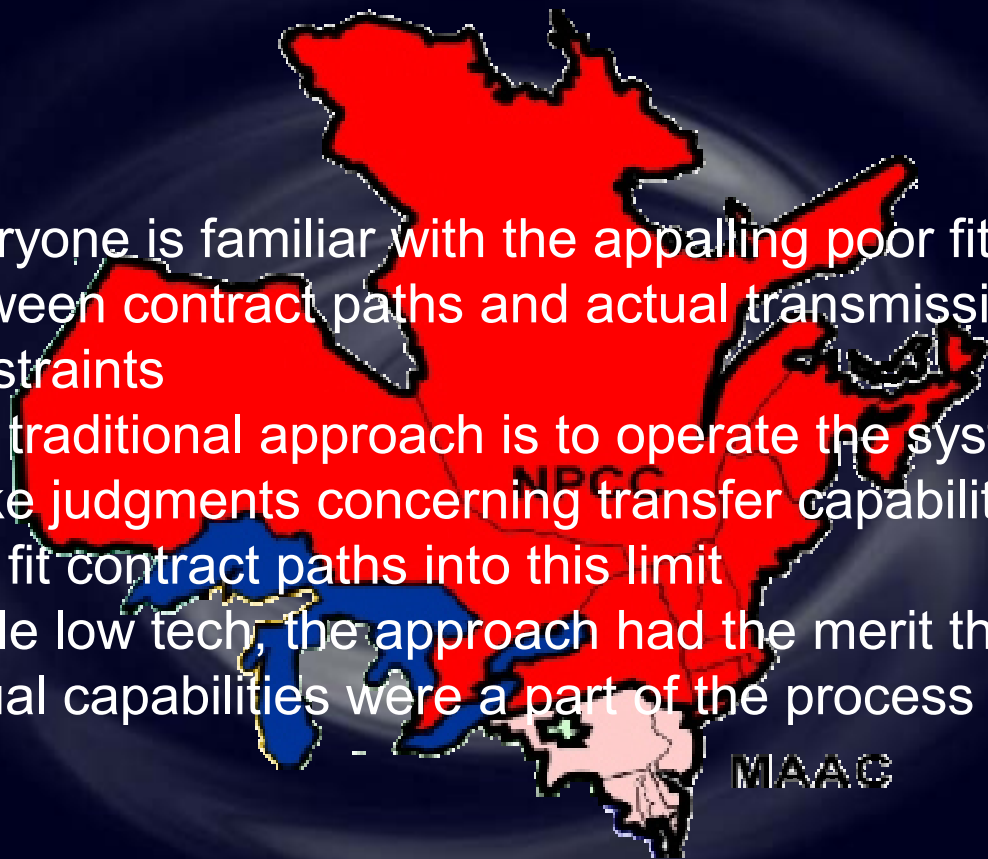 ryone is familiar with the appalling poor fit
ween contract paths and actual transmissi
straints
traditional approach is to operate the sys
ke judgments concerning transfer capabilit
fit contract paths into this limit
le low tech, the approach had the merit th
ual capabilities were a part of the process
NPCC
MAAC